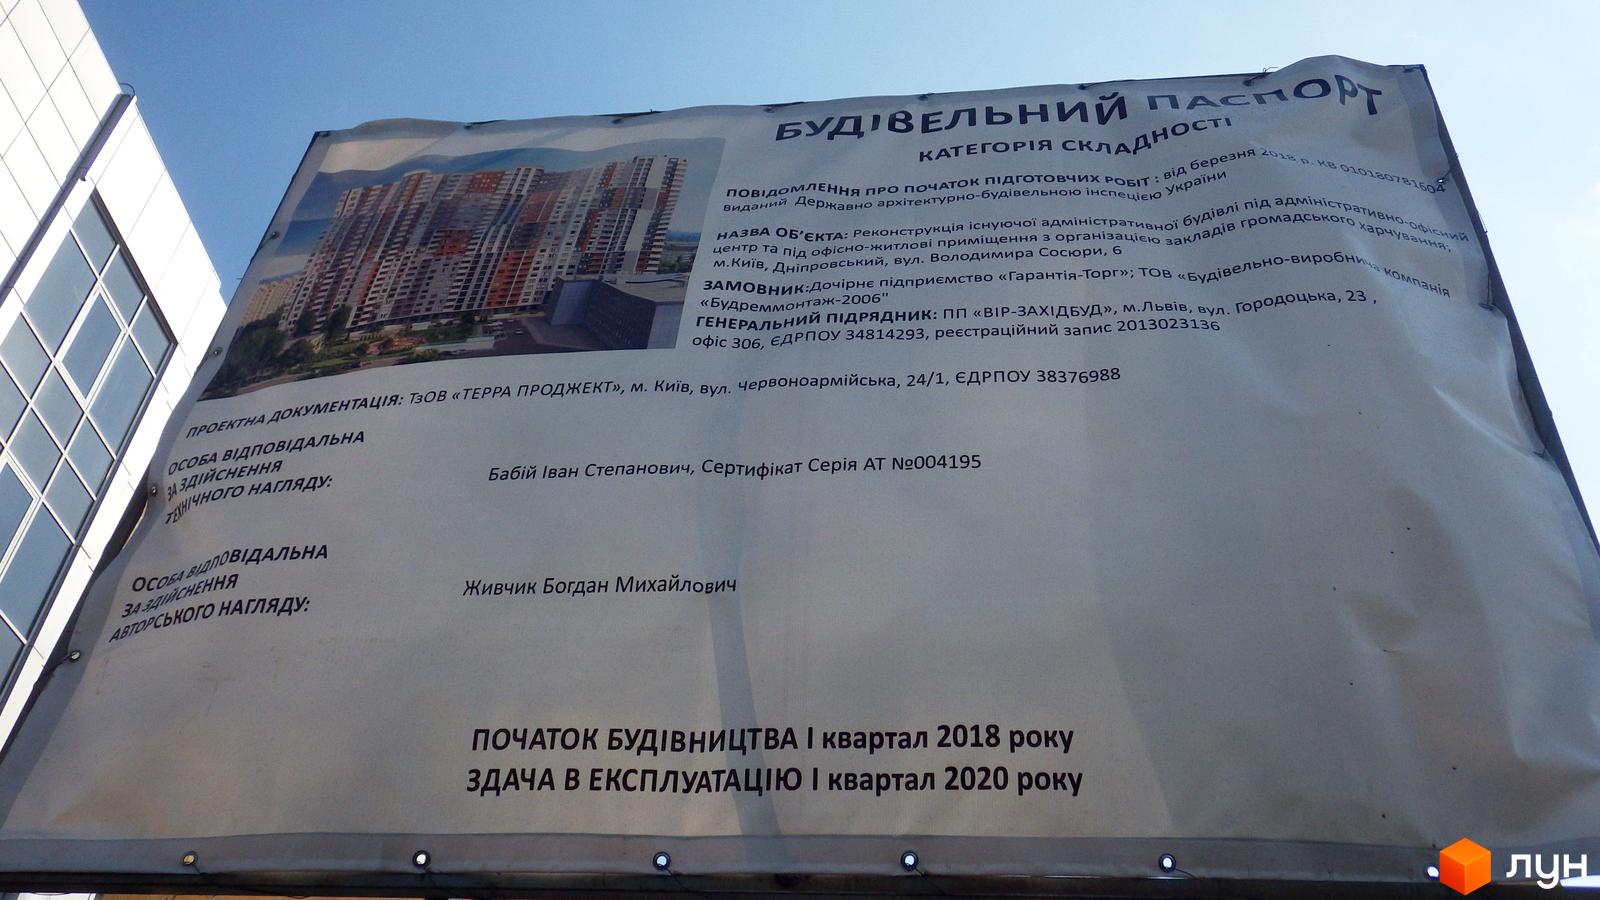 БУДІВЕЛЬНИЙ ПАСПОРТ
КАТЕГОРІЯ СКЛАДНОСТІ
ПОВІДОМЛЕННЯ ПРО ПОЧАТОК ПІДГОТОВЧИХ РОБІТ : від березня 2018 р. КВ 010180781604
виданий Державно архітектурно-будівельною інспецією України
НАЗВА ОБ'ЄКТА: Реконструкція існуючої адміністративної будівлі під адміністративно-офісний
центр та під офісно-житлові приміщення з організацією закладів громадського харчування;
м.Київ, Дніпровський, вул. Володимира Сосюри, 6
ЗАМОВНИК:Дочірнє підприємство «Гарантія-Торг»; ТОВ «Будівельно-виробнича компанія
«Будреммонтаж-2006"
ГЕНЕРАЛЬНИЙ ПІДРЯДНИК: ПП «ВІР-ЗАХІДБУД», м.Львів, вул. Городоцька, 23 ,
офіс 306, ЄДРПОУ 34814293, реєстраційний запис 2013023136
ПРОЕКТНА ДОКУМЕНТАЦІЯ: ТзОВ «ТЕРРА ПРОДЖЕКТ», м. Київ, вул. Червоноармійська, 24/1, ЄДРПОУ 38376988
ОСОБА ВІДПОВІДАЛЬНА
ЗА ЗДІЙСНЕННЯ
ТЕХНІЧНОГО НАГЛЯДУ:
Бабій Іван Степанович, Сертифікат Серія АТ №004195
ОСОБА ВІДПОВІДАЛЬНА
ЗА ЗДІЙСНЕННЯ
АВТОРСЬКОГО НАГЛЯДУ:
Живчик Богдан Михайлович
ПОЧАТОК БУДІВНИЦТВА І квартал 2018 року
ЗДАЧА В ЕКСПЛУАТАЦІЮ І квартал 2020 року
лун